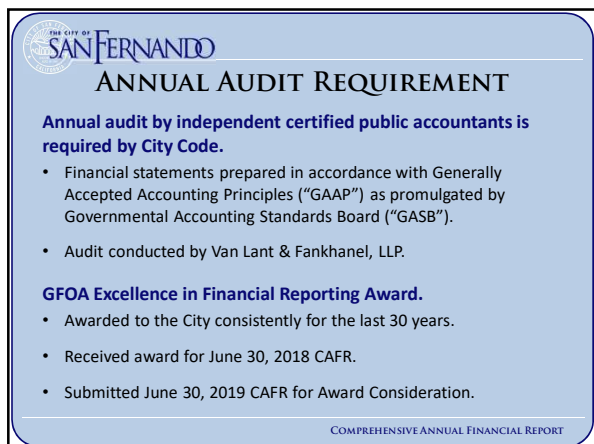 THE CITY OF
SAN FERNANDO
ANNUAL AUDIT REQUIREMENT
Annual audit by independent certified public accountants is
required by City Code.
• Financial statements prepared in accordance with Generally
Accepted Accounting Principles (“GAAP”) as promulgated by
Governmental Accounting Standards Board (“GASB”).
• Audit conducted by Van Lant & Fankhanel, LLP.
GFOA Excellence in Financial Reporting Award.
• Awarded to the City consistently for the last 30 years.
• Received award for June 30, 2018 CAFR.
• Submitted June 30, 2019 CAFR for Award Consideration.
COMPREHENSIVE ANNUAL FINANCIAL REPORT